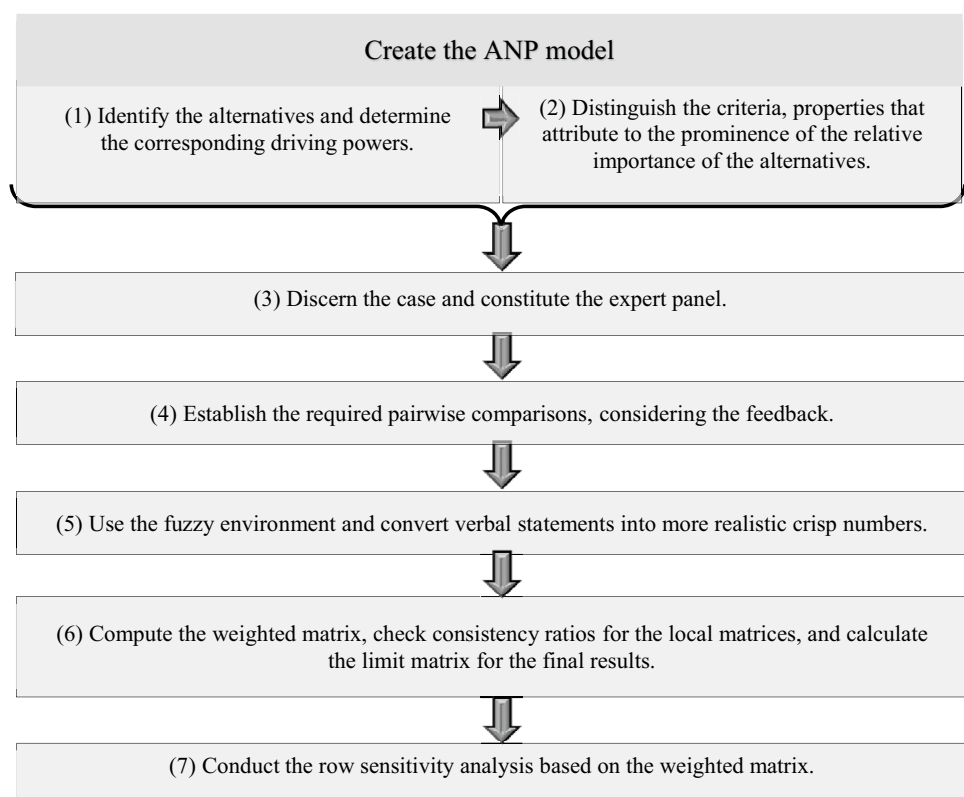 Create the ANP model
(1) Identify the alternatives and determine
the corresponding driving powers.
(2) Distinguish the criteria, properties that
attribute to the prominence of the relative
importance of the alternatives.
(3) Discern the case and constitute the expert panel.
(4) Establish the required pairwise comparisons, considering the feedback.
(5) Use the fuzzy environment and convert verbal statements into more realistic crisp numbers.
(6) Compute the weighted matrix, check consistency ratios for the local matrices, and calculate
the limit matrix for the final results.
(7) Conduct the row sensitivity analysis based on the weighted matrix.